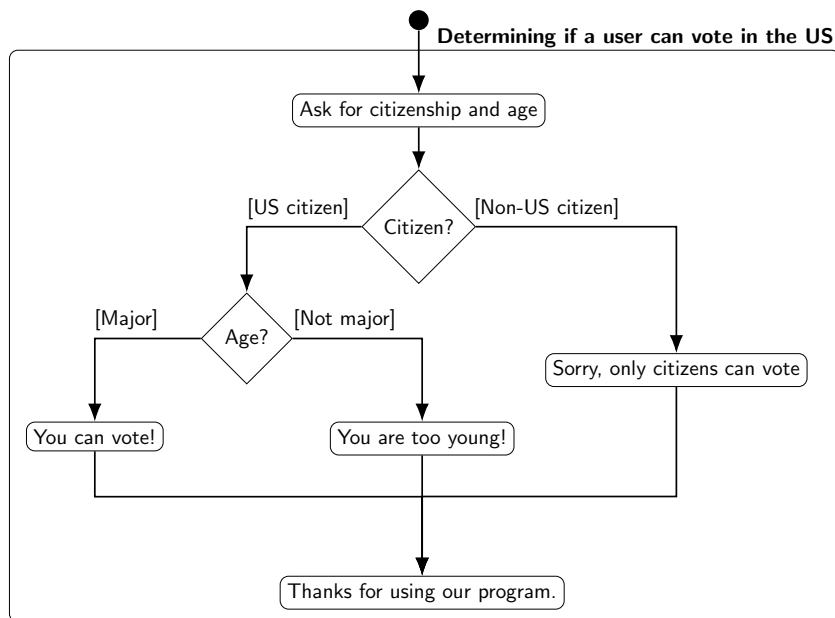 Determining if a user can vote in the US
Ask for citizenship and age
[US citizen]
[Non-US citizen]
Citizen?
[Major]
[Not major]
Age?
Sorry, only citizens can vote
You can vote!
You are too young!
Thanks for using our program.